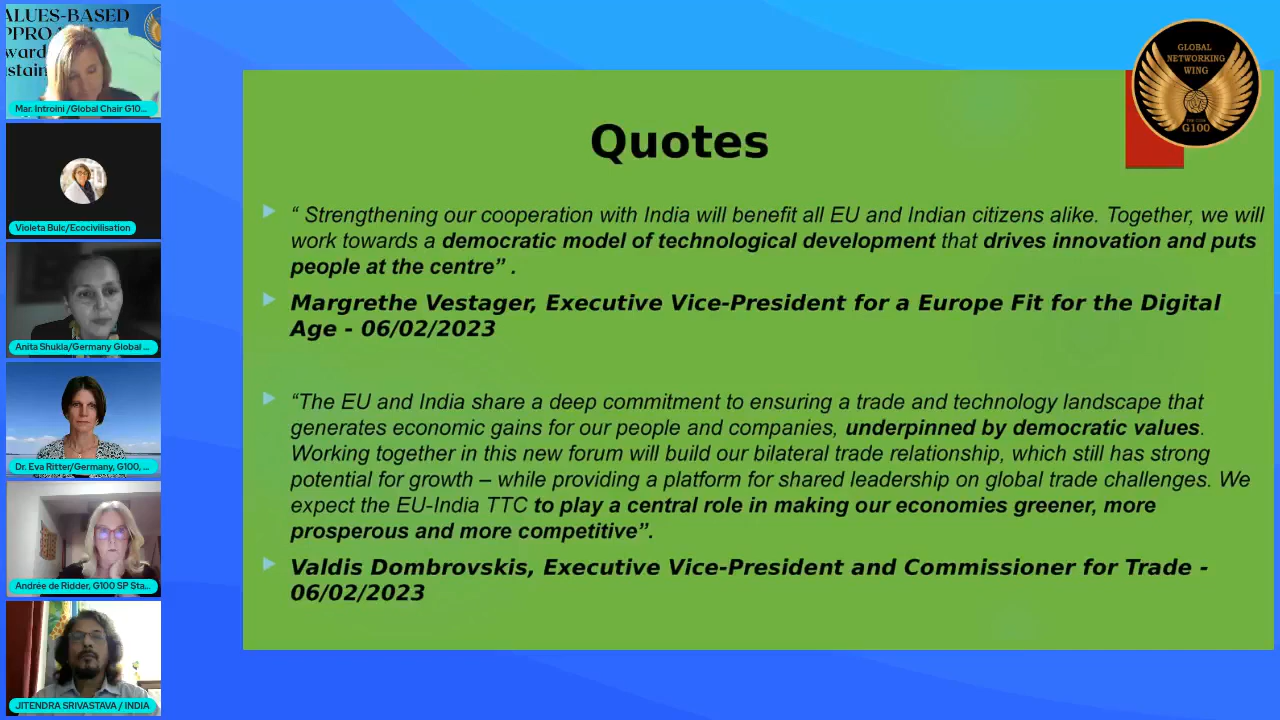 ALUES-BASED
PPRO
ward
stain
Mar. Introini /Global Chair G10...
Violeta Bulc/Ecocivilisation
Anita Shukla/Germany Global ...
Dr. Eva Ritter/Germany, G100, ...
Andrée de Ridder, G100 SP Sta...
JITENDRA SRIVASTAVA / INDIA
GLOBAL
NETWORKING
WING
G100
Quotes
“ Strengthening our cooperation with India will benefit all EU and Indian citizens alike. Together, we will
work towards a democratic model of technological development that drives innovation and puts
people at the centre” .
Margrethe Vestager, Executive Vice-President for a Europe Fit for the Digital
Age - 06/02/2023
“The EU and India share a deep commitment to ensuring a trade and technology landscape that
generates economic gains for our people and companies, underpinned by democratic values.
Working together in this new forum will build our bilateral trade relationship, which still has strong
potential for growth – while providing a platform for shared leadership on global trade challenges. We
expect the EU-India TTC to play a central role in making our economies greener, more
prosperous and more competitive”.
Valdis Dombrovskis, Executive Vice-President and Commissioner for Trade -
06/02/2023